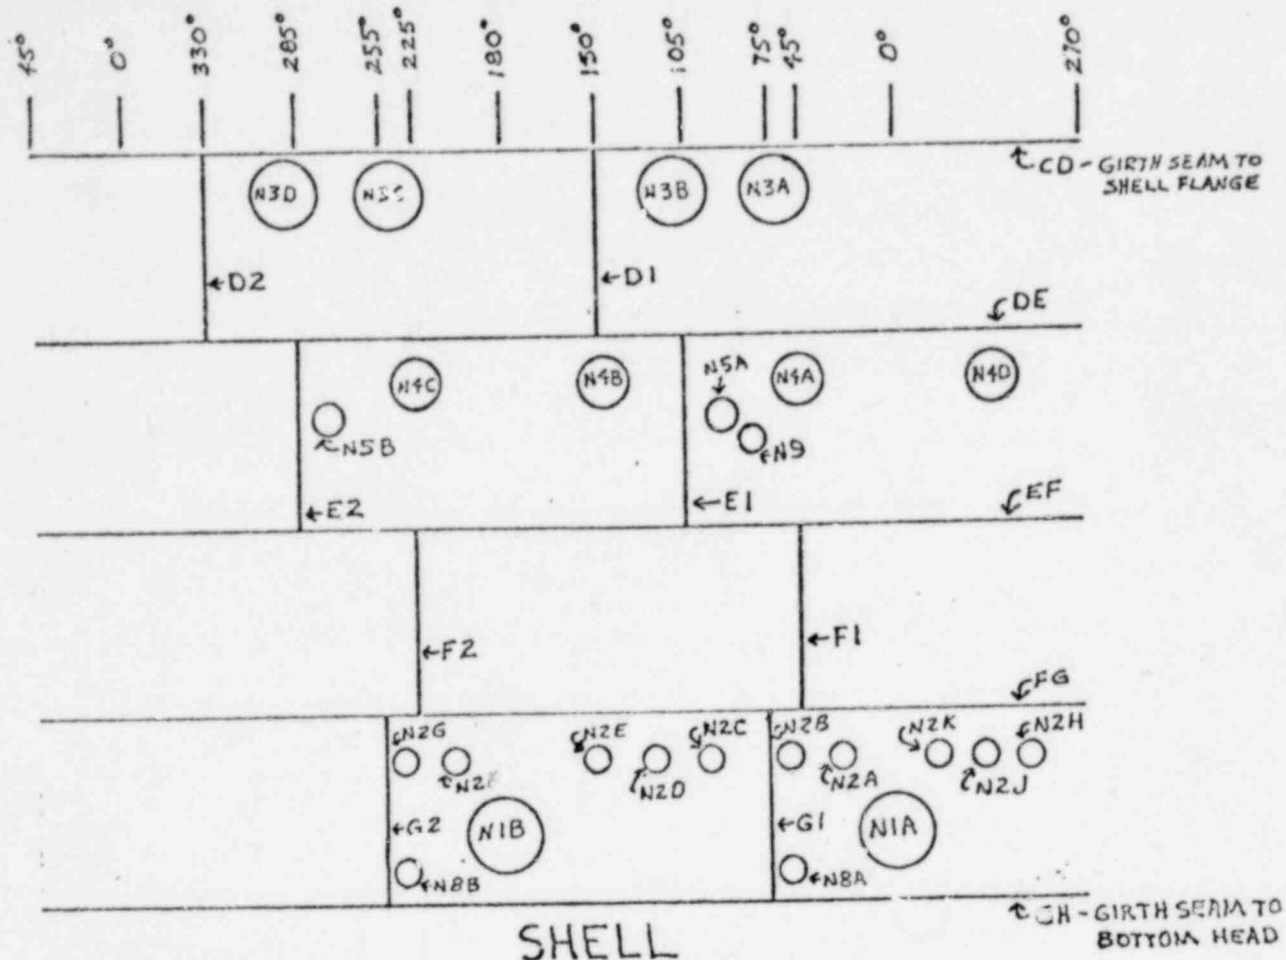 45° 0° 330° 285° 255° 225° 180° 150° 105° 75° 45° 0° 270°
CD - GIRTH SEAM TO
SHELL FLANGE
N3D N3B N3A
D2 D1
DE
N4C N4B N5A N4A N4D
N5B N9
E2 E1 EF
F2 F1
FG
N2G N2E N2C N2B N2K N2H
N2D N2A N2J
G2 N1B G1 N1A
N8B N8A
GIRTH SEAM TO
BOTTOM HEAD
SHELL